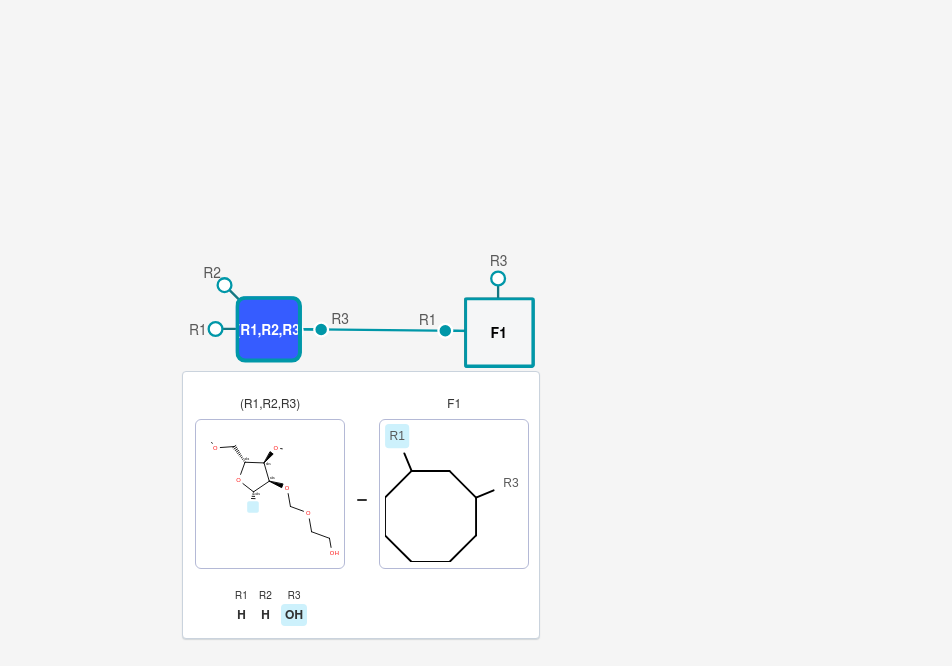 R3
R2
R3
R1
R1
R1,R2,R3
F1
(R1,R2,R3)
F1
R1
R3
O
O
O
O
O
OH
R1 R2 R3
H H OH